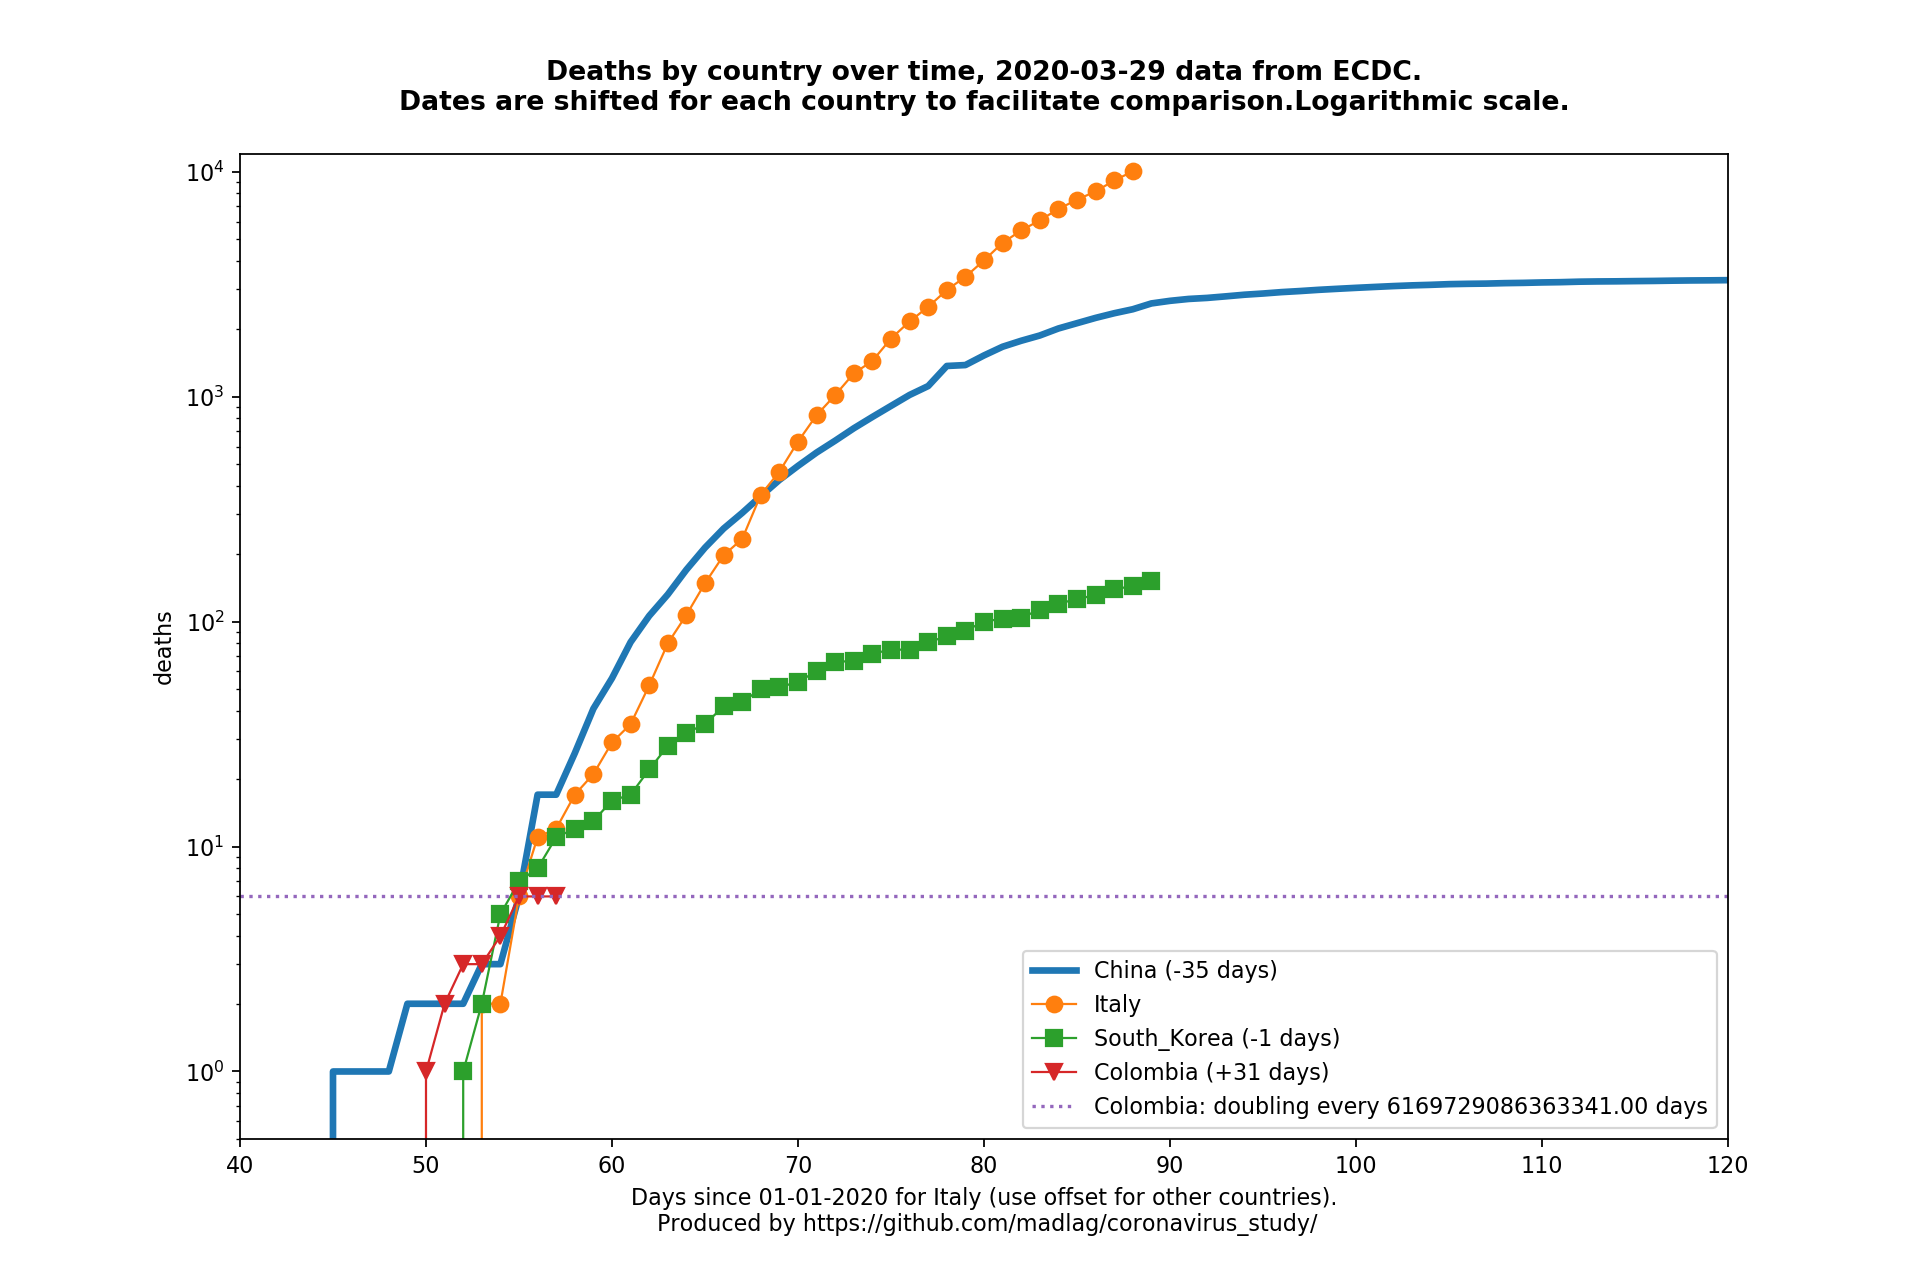 Deaths by country over time, 2020-03-29 data from ECDC.
Dates are shifted for each country to facilitate comparison.Logarithmic scale.
deaths
10⁴
10³
10²
10¹
10⁰
China (-35 days)
Italy
South_Korea (-1 days)
Colombia (+31 days)
Colombia: doubling every 6169729086363341.00 days
40 50 60 70 80 90 100 110 120
Days since 01-01-2020 for Italy (use offset for other countries).
Produced by https://github.com/madlag/coronavirus_study/